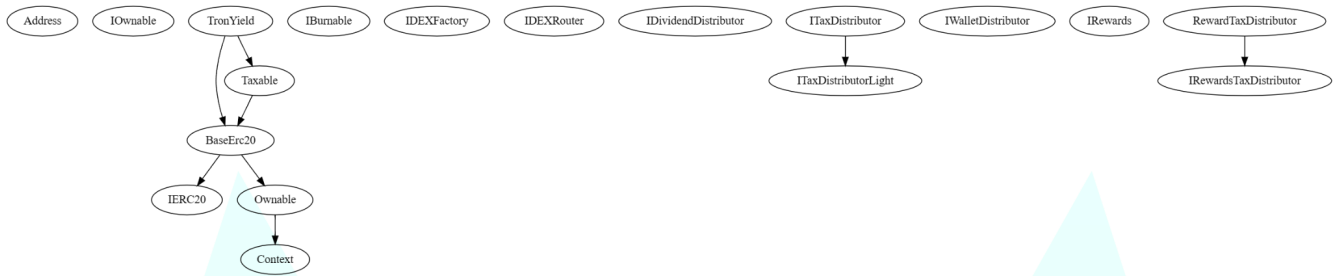 Address IOwnable TronYield IBurnable IDEXFactory IDEXRouter IDividendDistributor ITaxDistributor IWalletDistributor IRewards RewardTaxDistributor
Taxable ITaxDistributorLight IRewardsTaxDistributor
BaseErc20
IERC20 Ownable
Context